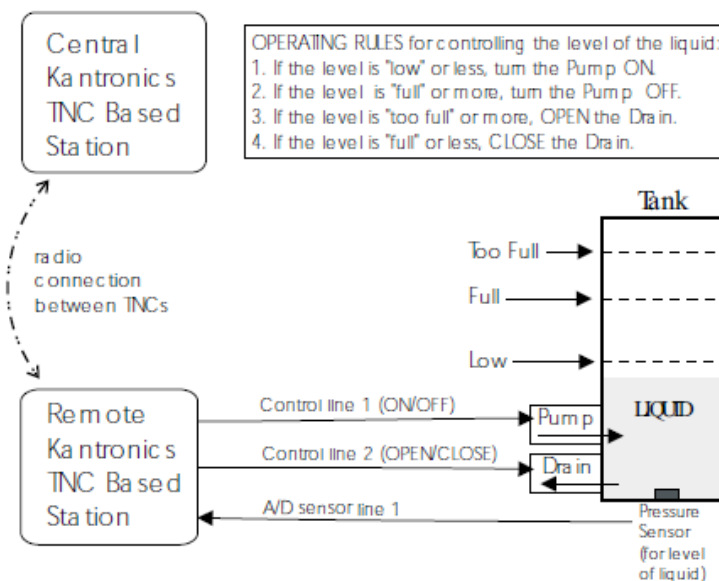 Central
Kantronics
TNC Based
Station
OPERATING RULES for controlling the level of the liquid:
1. If the level is "low" or less, turn the Pump ON.
2. If the level is "full" or more, turn the Pump OFF.
3. If the level is "too full" or more, OPEN the Drain.
4. If the level is "full" or less, CLOSE the Drain.
radio
connection
between TNCs
Tank
Too Full
Full
Low
LIQUID
Remote
Kantronics
TNC Based
Station
Control line 1 (ON/OFF)
Pump
Control line 2 (OPEN/CLOSE)
Drain
A/D sensor line 1
Pressure
Sensor
(for level
of liquid)